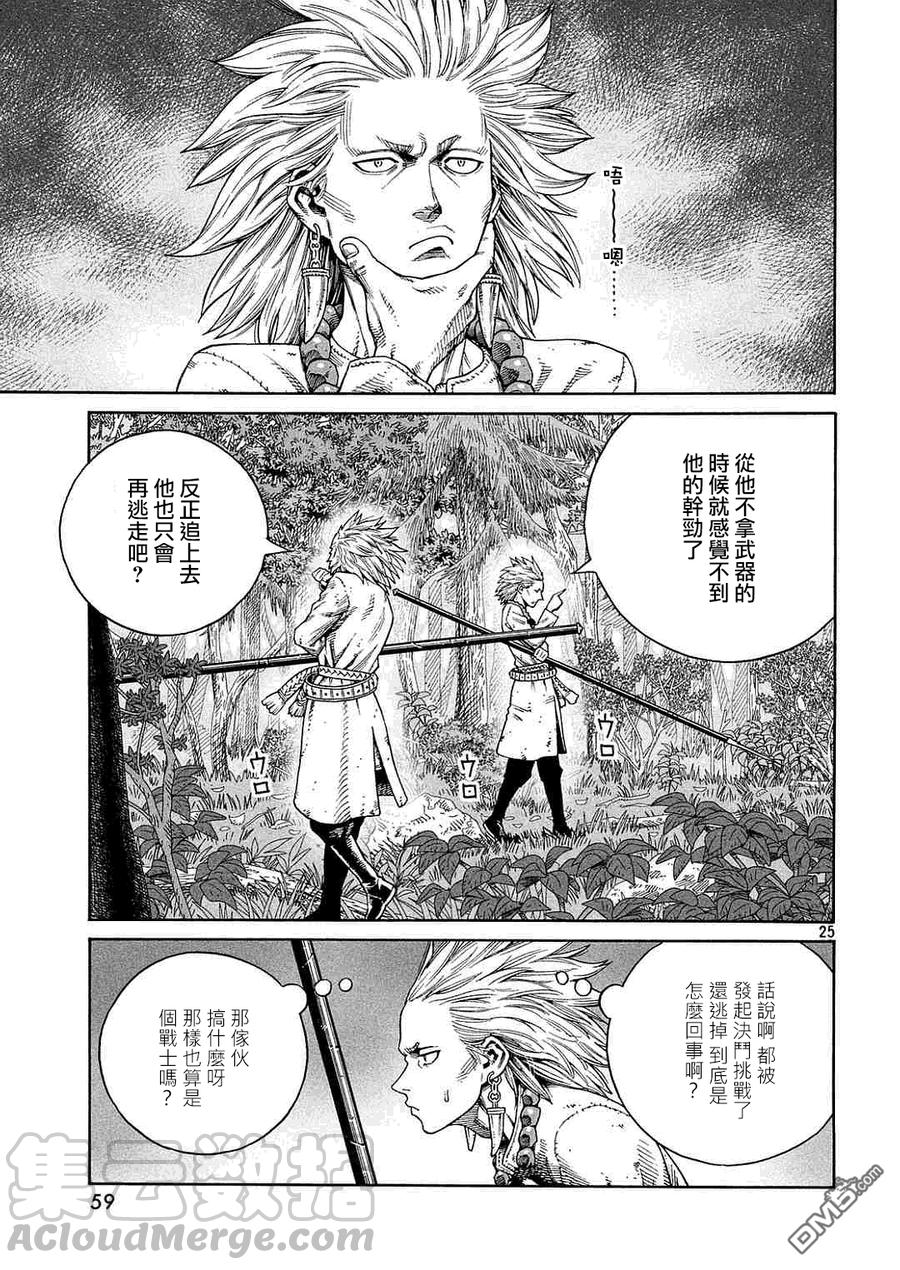 唔～～嗯……
從他不拿武器的
時候就感覺不到
他的幹勁了
反正追上去
他也只會
再逃走吧？
ウロ
ウロ
25
話說啊 都被
發起決鬥挑戰了
還逃掉 到底是
怎麼回事啊？
那傢伙
搞什麼呀
那樣也算是
個戰士嗎？
59
集云数据
aCloudMerge.com
DM5.com